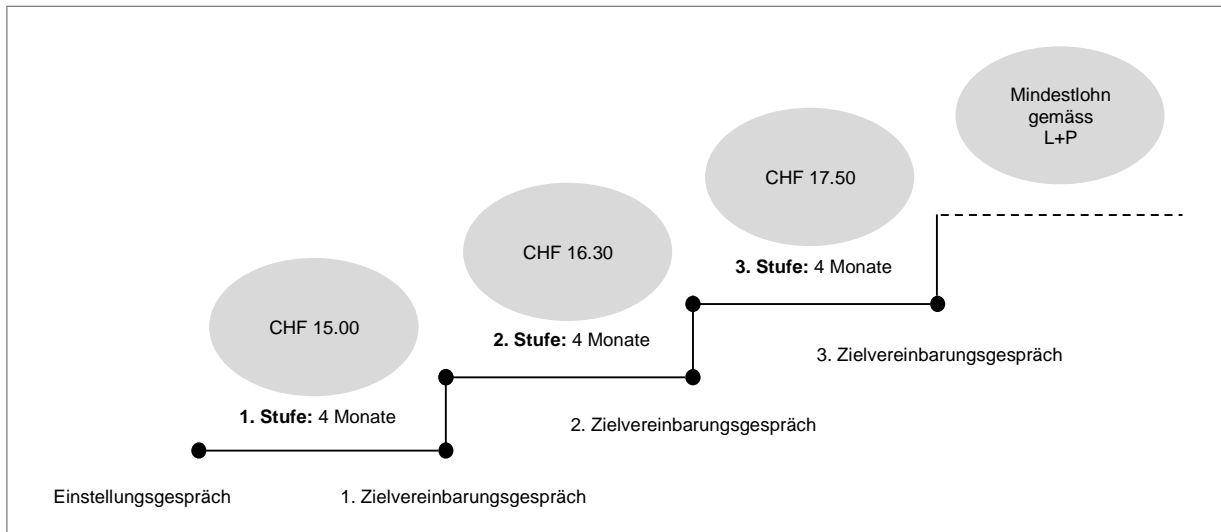 Mindestlohn
gemäss
L+P
CHF 17.50
CHF 16.30
3. Stufe: 4 Monate
CHF 15.00
2. Stufe: 4 Monate
3. Zielvereinbarungsgespräch
1. Stufe: 4 Monate
2. Zielvereinbarungsgespräch
Einstellungsgespräch
1. Zielvereinbarungsgespräch